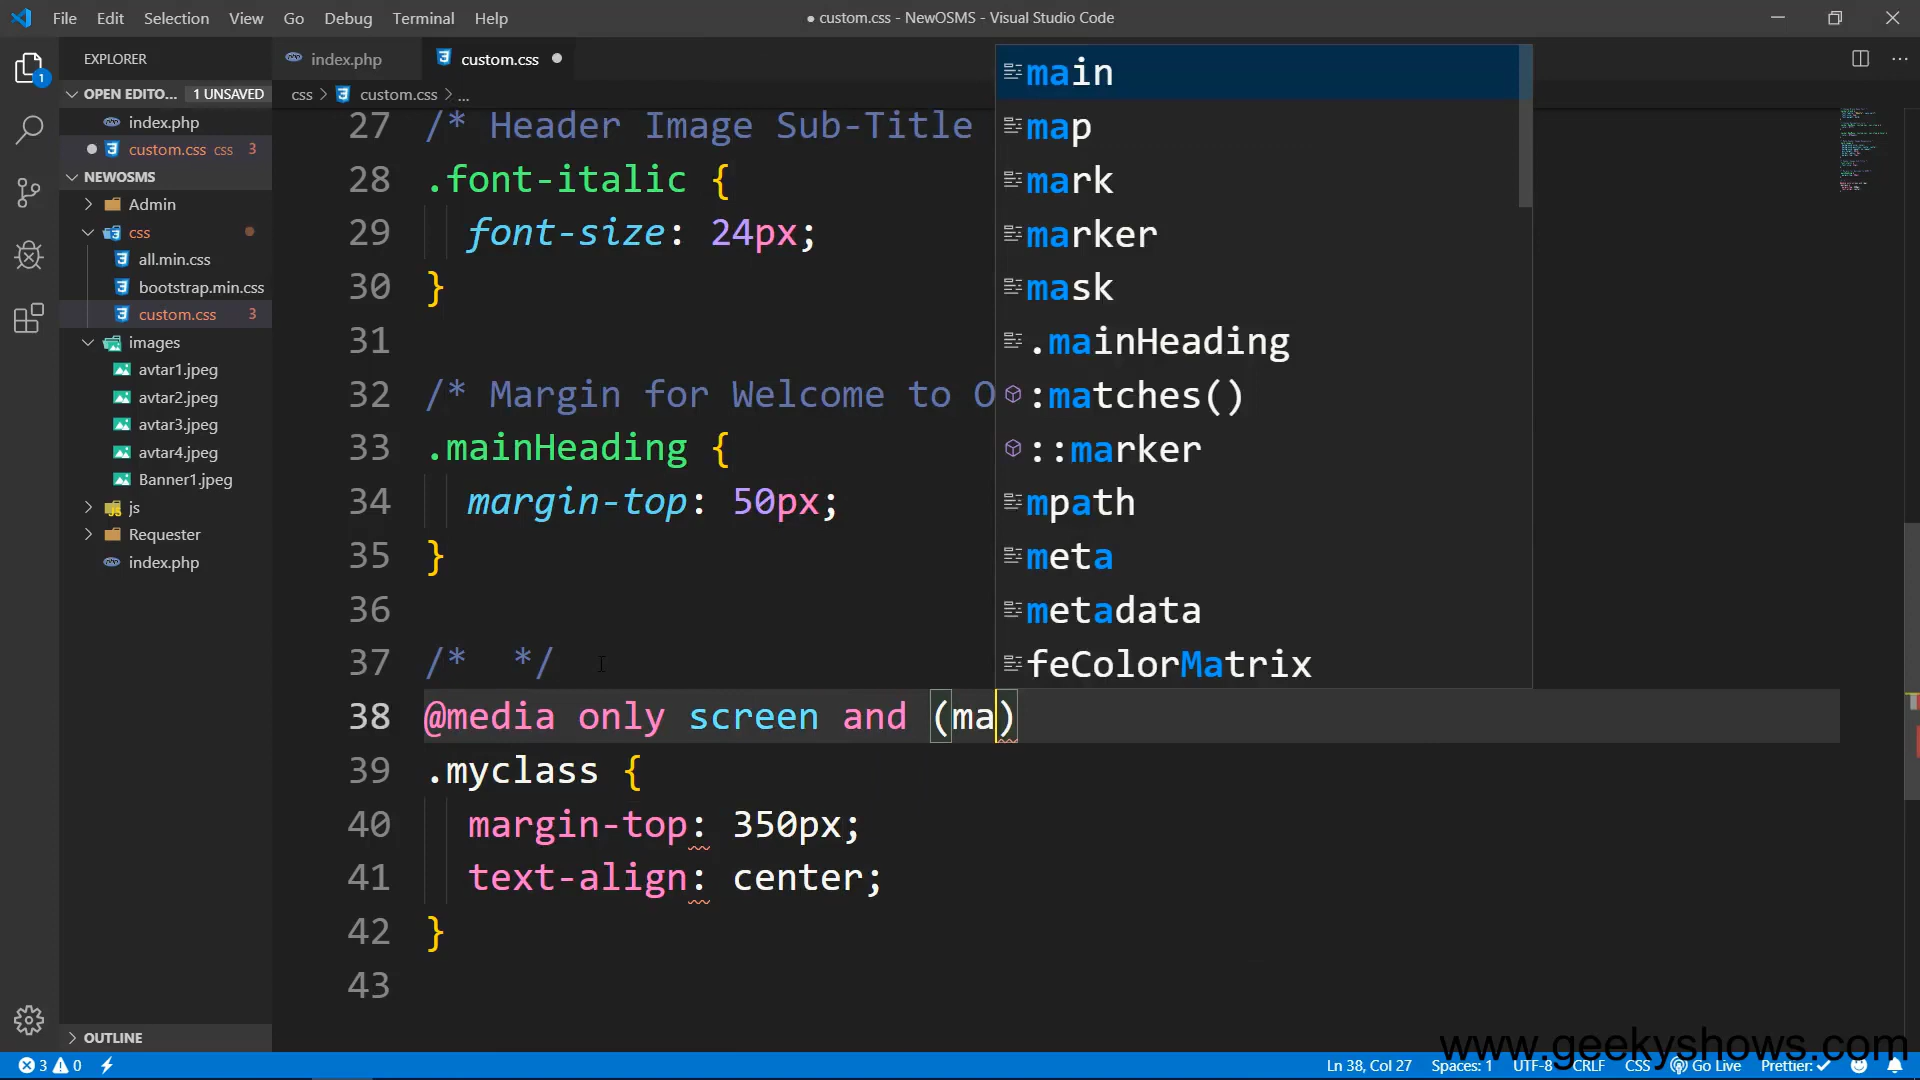 File Edit Selection View Go Debug Terminal Help
● custom.css - NewOSMS - Visual Studio Code
EXPLORER
OPEN EDITO... 1 UNSAVED
index.php
custom.css css 3
NEWOSMS
Admin
css
all.min.css
bootstrap.min.css
custom.css 3
images
avtar1.jpeg
avtar2.jpeg
avtar3.jpeg
avtar4.jpeg
Banner1.jpeg
js
Requester
index.php
OUTLINE
1
index.php custom.css
css > custom.css > ...
27 /* Header Image Sub-Title
28 .font-italic {
29 font-size: 24px;
30 }
31
32 /* Margin for Welcome to O
33 .mainHeading {
34 margin-top: 50px;
35 }
36
37 /*  */
38 @media only screen and (ma)
39 .myclass {
40 margin-top: 350px;
41 text-align: center;
42 }
43
main
map
mark
marker
mask
.mainHeading
:matches()
::marker
mpath
meta
metadata
feColorMatrix
www.geekyshows.com
3 0 Ln 38, Col 27 Spaces: 1 UTF-8 CRLF CSS Go Live Prettier: ✓